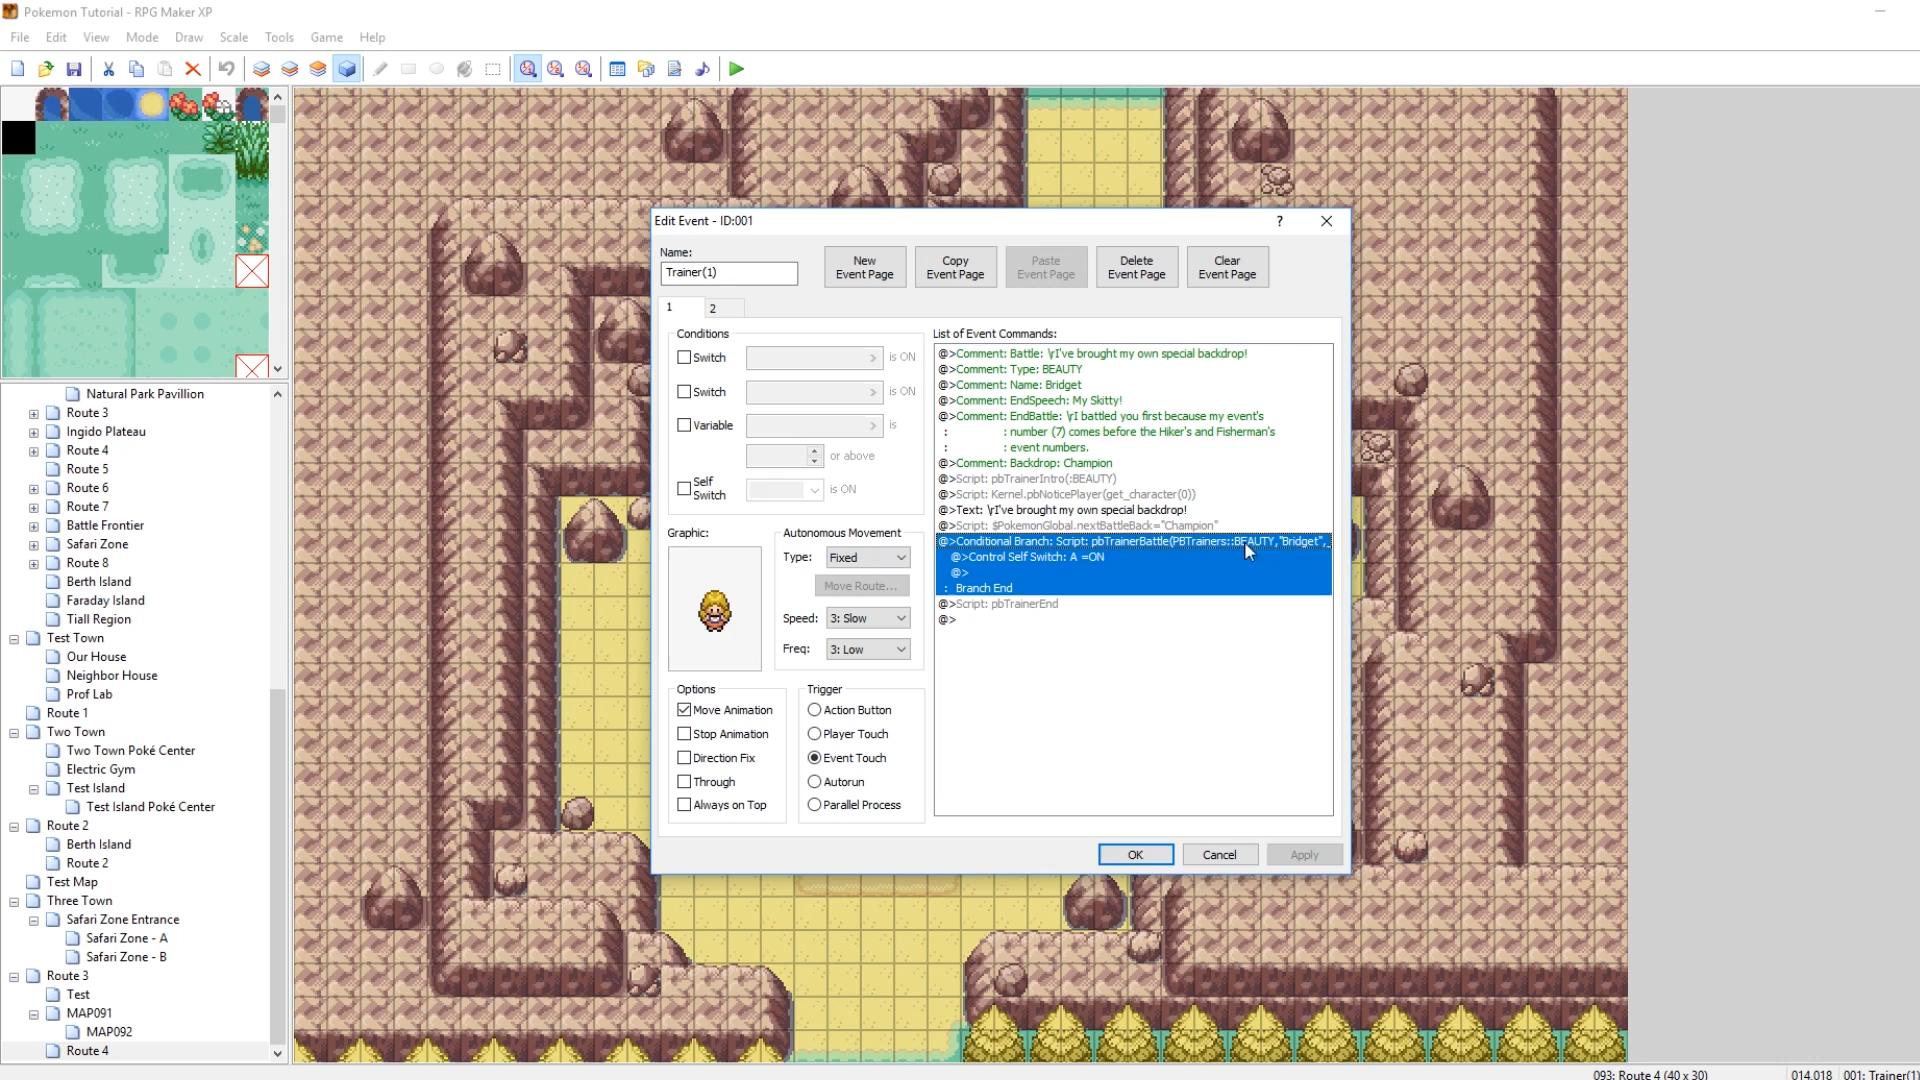 Pokemon Tutorial - RPG Maker XP
File Edit View Mode Draw Scale Tools Game Help
Natural Park Pavillion
Route 3
Ingido Plateau
Route 4
Route 5
Route 6
Route 7
Battle Frontier
Safari Zone
Route 8
Berth Island
Faraday Island
Tiall Region
Test Town
Our House
Neighbor House
Prof Lab
Route 1
Two Town
Two Town Poké Center
Electric Gym
Test Island
Test Island Poké Center
Route 2
Berth Island
Route 2
Test Map
Three Town
Safari Zone Entrance
Safari Zone - A
Safari Zone - B
Route 3
Test
MAP091
MAP092
Route 4
Edit Event - ID:001
?
Name:
Trainer(1)
New
Event Page
Copy
Event Page
Paste
Event Page
Delete
Event Page
Clear
Event Page
1 2
Conditions
Switch is ON
Switch is ON
Variable is
or above
Self
Switch
is ON
Graphic:
Autonomous Movement
Type: Fixed
Move Route...
Speed: 3: Slow
Freq: 3: Low
Options
Move Animation
Stop Animation
Direction Fix
Through
Always on Top
Trigger
Action Button
Player Touch
Event Touch
Autorun
Parallel Process
List of Event Commands:
@>Comment: Battle: \rI've brought my own special backdrop!
@>Comment: Type: BEAUTY
@>Comment: Name: Bridget
@>Comment: EndSpeech: My Skitty!
@>Comment: EndBattle: \rI battled you first because my event's
: : number (7) comes before the Hiker's and Fisherman's
: : event numbers.
@>Comment: Backdrop: Champion
@>Script: pbTrainerIntro(:BEAUTY)
@>Script: Kernel.pbNoticePlayer(get_character(0))
@>Text: \rI've brought my own special backdrop!
@>Script: $PokemonGlobal.nextBattleBack="Champion"
@>Conditional Branch: Script: pbTrainerBattle(PBTrainers::BEAUTY,"Bridget",_
@>Control Self Switch: A =ON
@>
: Branch End
@>Script: pbTrainerEnd
@>
OK Cancel Apply
093: Route 4 (40 x 30) 014,018 001: Trainer(1)